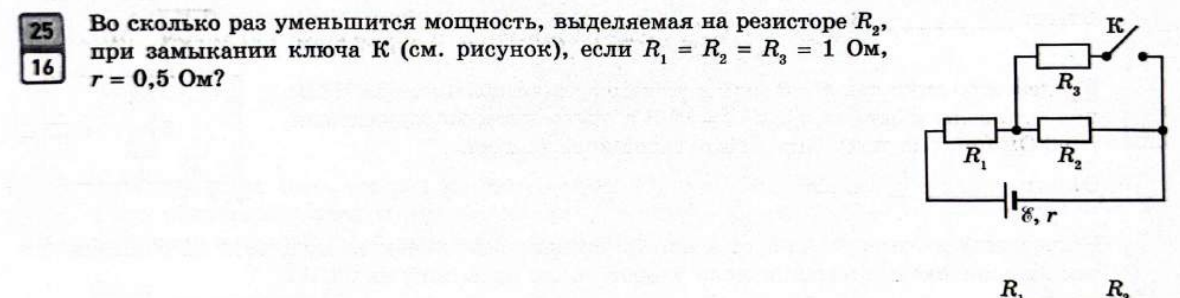 25
16
Во сколько раз уменьшится мощность, выделяемая на резисторе R₂,
при замыкании ключа К (см. рисунок), если R₁ = R₂ = R₃ = 1 Ом,
r = 0,5 Ом?
К
R₃
R₁ R₂
ℰ, r
R₁ R₂